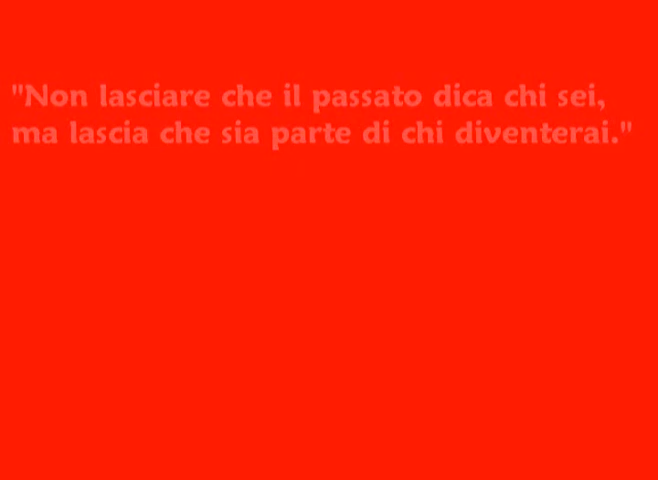 "Non lasciare che il passato dica chi sei,
ma lascia che sia parte di chi diventerai."